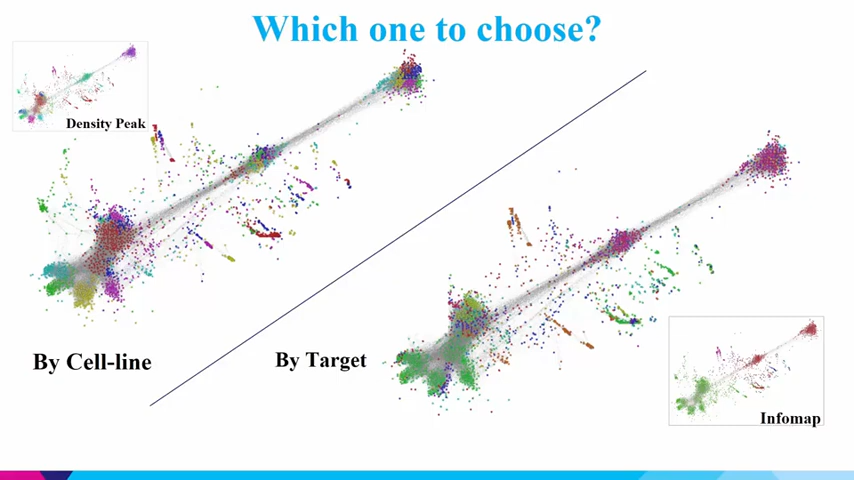 Which one to choose?
Density Peak
By Cell-line
By Target
Infomap